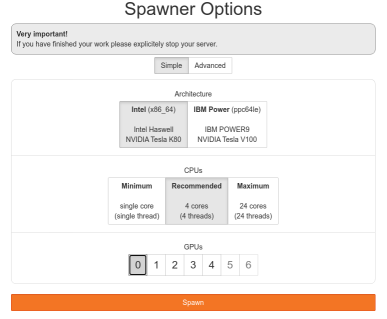 Spawner Options
Very important!
If you have finished your work please explicitely stop your server.
Simple Advanced
Architecture
Intel (x86_64) IBM Power (ppc64le)
Intel Haswell IBM POWER9
NVIDIA Tesla K80 NVIDIA Tesla V100
CPUs
Minimum Recommended Maximum
single core 4 cores 24 cores
(single thread) (4 threads) (24 threads)
GPUs
0 1 2 3 4 5 6
Spawn